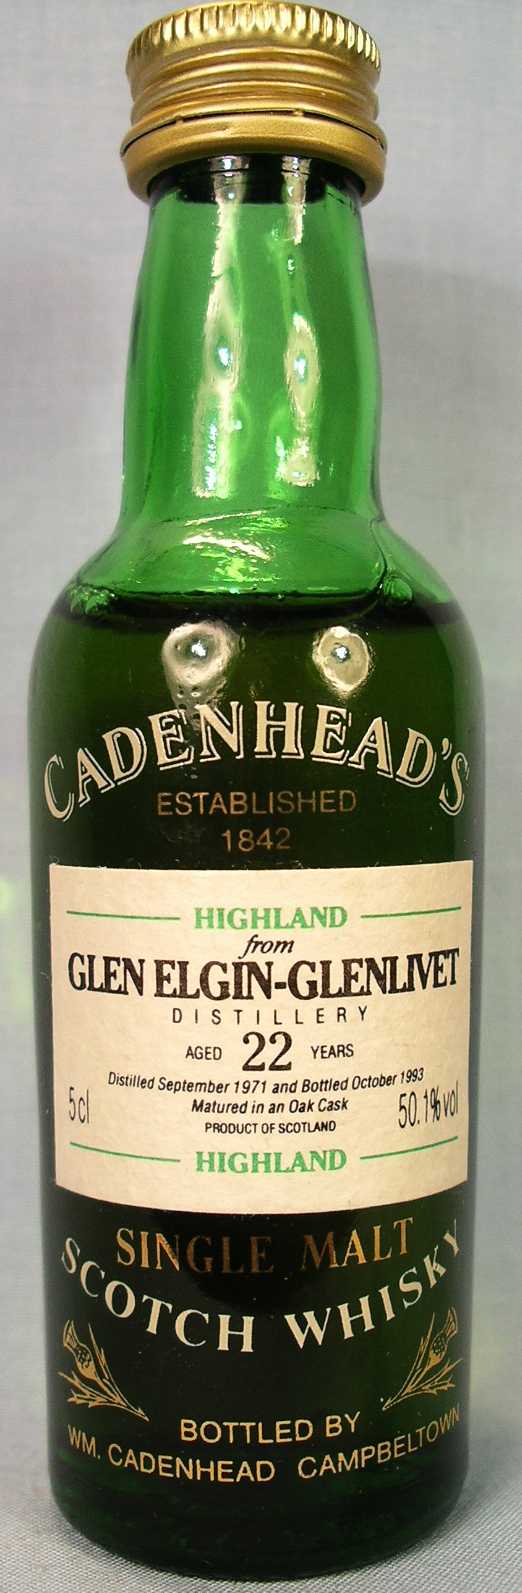 CADENHEAD'S
ESTABLISHED
1842
HIGHLAND
from
GLEN ELGIN-GLENLIVET
DISTILLERY
AGED 22 YEARS
Distilled September 1971 and Bottled October 1993
Matured in an Oak Cask
5cl 50.1%vol
PRODUCT OF SCOTLAND
HIGHLAND
SINGLE MALT
SCOTCH WHISKY
BOTTLED BY
WM. CADENHEAD CAMPBELTOWN